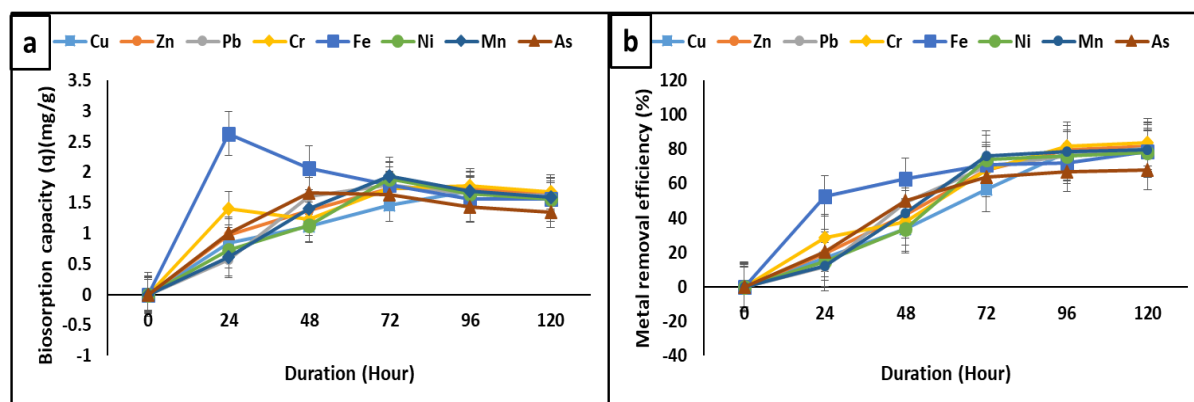 a
Cu Zn Pb Cr Fe Ni Mn As
Biosorption capacity (q)(mg/g)
3.5
3
2.5
2
1.5
1
0.5
0
-0.5
-1
0 24 48 72 96 120
Duration (Hour)
b
Cu Zn Pb Cr Fe Ni Mn As
Metal removal efficiency (%)
120
100
80
60
40
20
0
-20
-40
0 24 48 72 96 120
Duration (Hour)